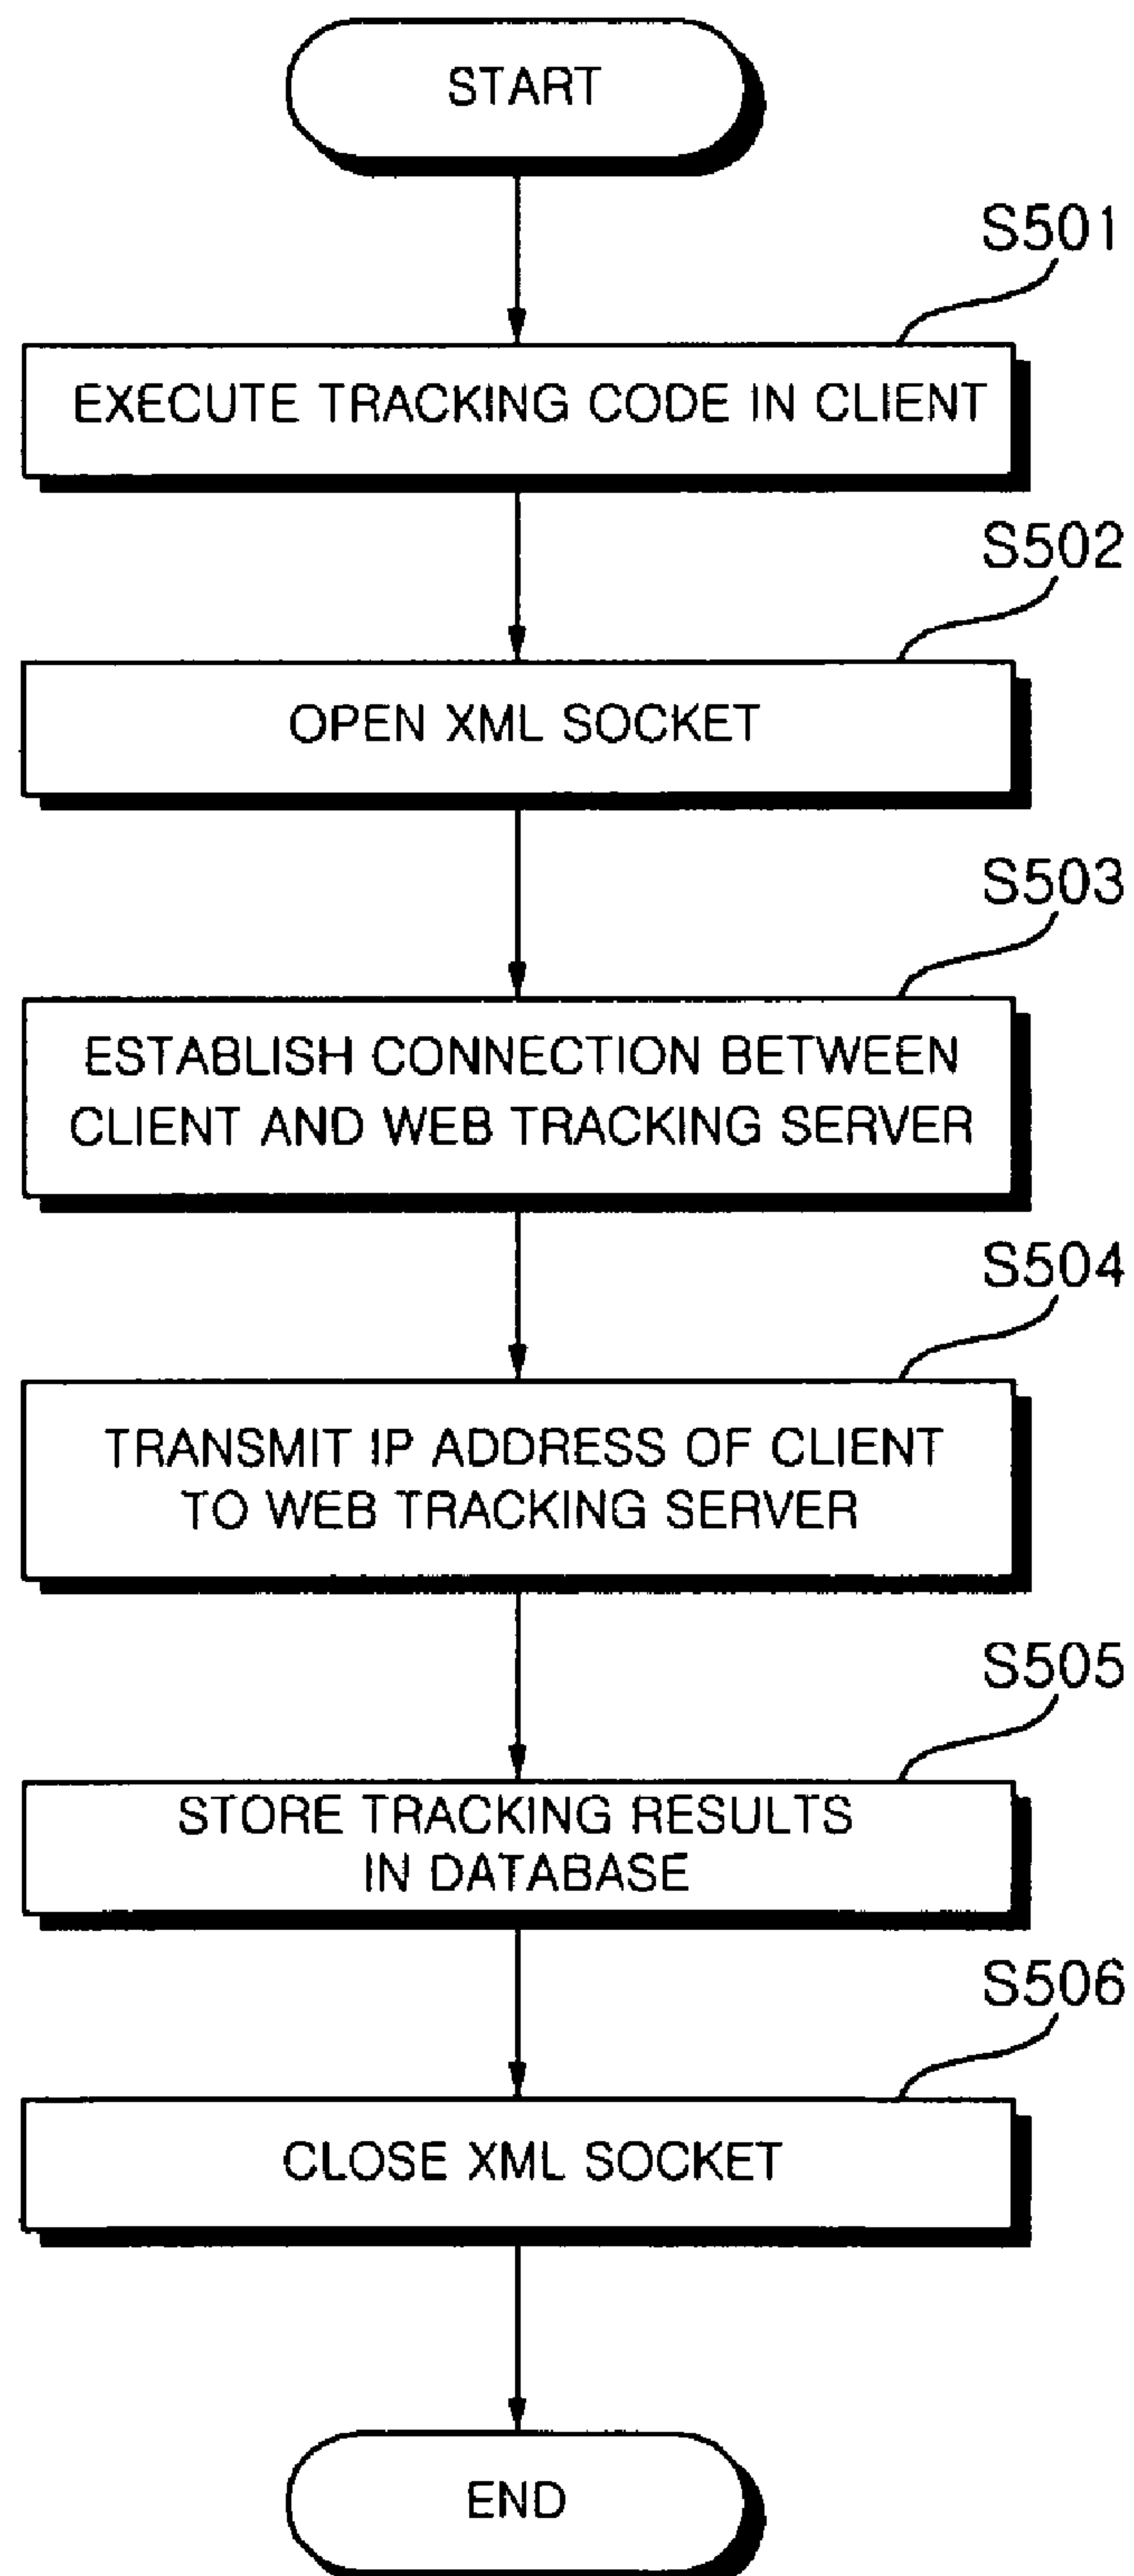 START
S501
EXECUTE TRACKING CODE IN CLIENT
S502
OPEN XML SOCKET
S503
ESTABLISH CONNECTION BETWEEN
CLIENT AND WEB TRACKING SERVER
S504
TRANSMIT IP ADDRESS OF CLIENT
TO WEB TRACKING SERVER
S505
STORE TRACKING RESULTS
IN DATABASE
S506
CLOSE XML SOCKET
END